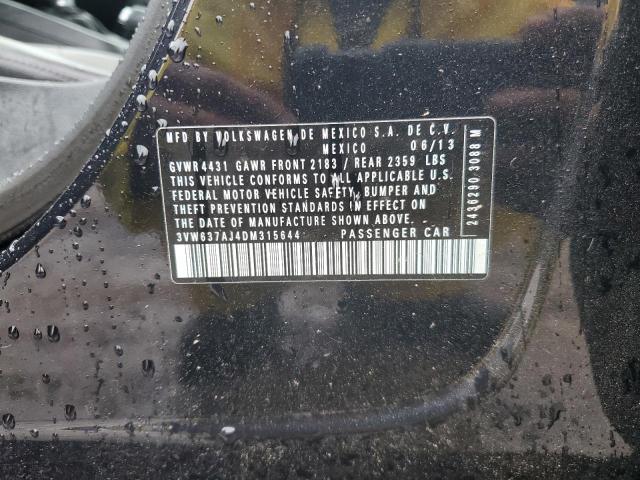 MFD BY VOLKSWAGEN DE MEXICO S.A. DE C.V.
MEXICO 06/13
GVWR 4431 GAWR FRONT 2183 / REAR 2359 LBS
THIS VEHICLE CONFORMS TO ALL APPLICABLE U.S.
FEDERAL MOTOR VEHICLE SAFETY, BUMPER AND
THEFT PREVENTION STANDARDS IN EFFECT ON
THE DATE OF MANUFACTURE SHOWN ABOVE.
3VW637AJ4DM315644 PASSENGER CAR
2436290-3088 M